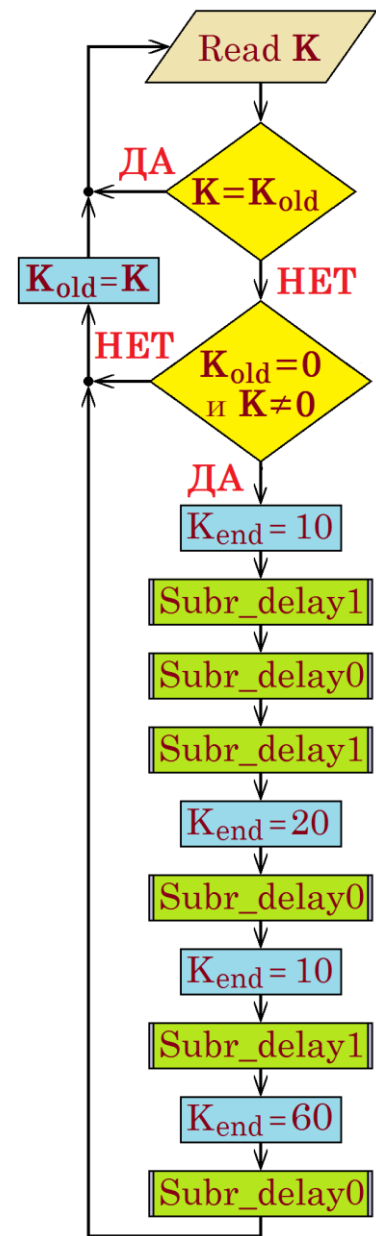 Read K
ДА
K=Kold
НЕТ
Kold=K
НЕТ
Kold=0
и K≠0
ДА
Kend=10
Subr_delay1
Subr_delay0
Subr_delay1
Kend=20
Subr_delay0
Kend=10
Subr_delay1
Kend=60
Subr_delay0